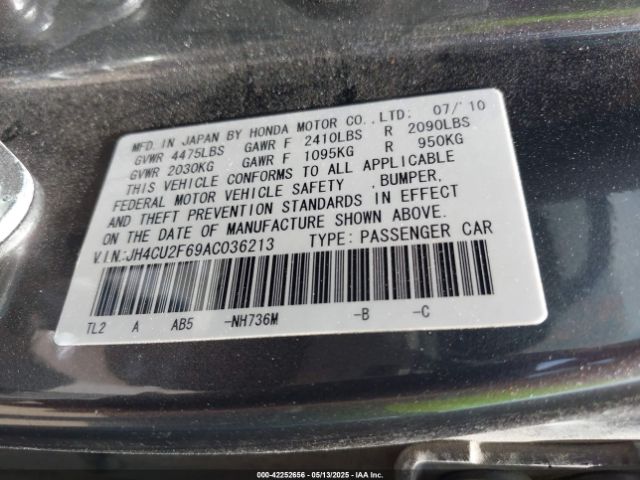 MFD. IN JAPAN BY HONDA MOTOR CO., LTD. 07/'10
GVWR 4475LBS GAWR F 2410LBS R 2090LBS
GVWR 2030KG GAWR F 1095KG R 950KG
THIS VEHICLE CONFORMS TO ALL APPLICABLE
FEDERAL MOTOR VEHICLE SAFETY ,BUMPER,
AND THEFT PREVENTION STANDARDS IN EFFECT
ON THE DATE OF MANUFACTURE SHOWN ABOVE.
V.I.N:JH4CU2F69AC036213 TYPE: PASSENGER CAR
TL2 A AB5 -NH736M -B -C
000-42252656 - 05/13/2025 - IAA Inc.